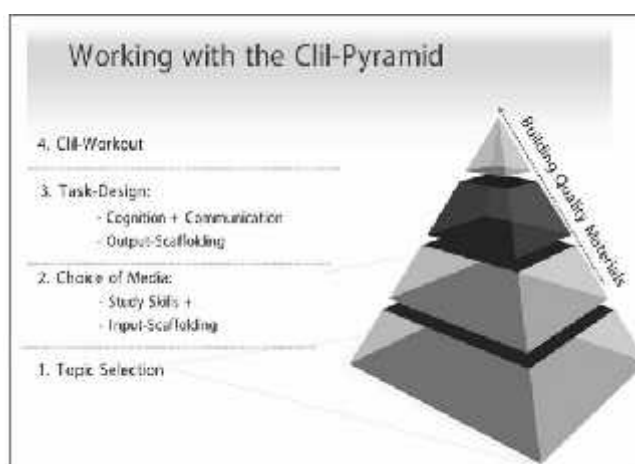 Working with the Clil-Pyramid
4. Clil-Workout
3. Task-Design:
- Cognition + Communication
- Output-Scaffolding
2. Choice of Media:
- Study Skills +
- Input-Scaffolding
1. Topic Selection
Building Quality Materials